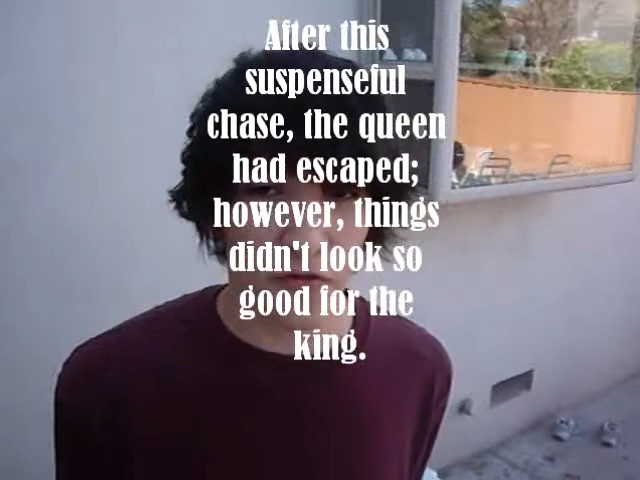 After this
suspenseful
chase, the queen
had escaped;
however, things
didn't look so
good for the
king.